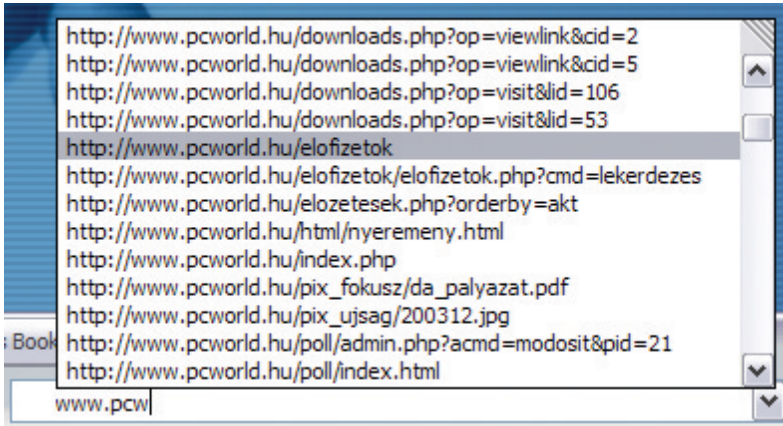 http://www.pcworld.hu/downloads.php?op=viewlink&cid=2
http://www.pcworld.hu/downloads.php?op=viewlink&cid=5
http://www.pcworld.hu/downloads.php?op=visit&lid=106
http://www.pcworld.hu/downloads.php?op=visit&lid=53
http://www.pcworld.hu/elofizetok
http://www.pcworld.hu/elofizetok/elofizetok.php?cmd=lekerdezes
http://www.pcworld.hu/elozetesek.php?orderby=akt
http://www.pcworld.hu/html/nyeremeny.html
http://www.pcworld.hu/index.php
http://www.pcworld.hu/pix_fokusz/da_palyazat.pdf
http://www.pcworld.hu/pix_ujsag/200312.jpg
http://www.pcworld.hu/poll/admin.php?acmd=modosit&pid=21
http://www.pcworld.hu/poll/index.html
s Book
www.pcw